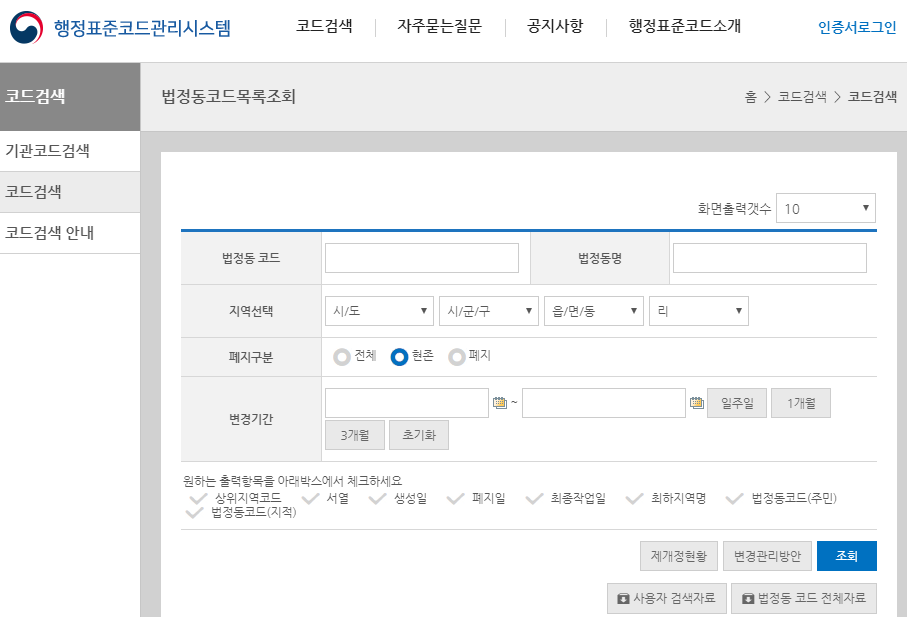 행정표준코드관리시스템 코드검색 자주묻는질문 공지사항 행정표준코드소개 인증서로그인
코드검색 법정동코드목록조회 홈 > 코드검색 > 코드검색
기관코드검색
코드검색
코드검색 안내
화면출력갯수 10
법정동 코드 법정동명
지역선택 시/도 시/군/구 읍/면/동 리
폐지구분 전체 현존 폐지
변경기간 ~ 일주일 1개월
3개월 초기화
원하는 출력항목을 아래박스에서 체크하세요
상위지역코드 서열 생성일 폐지일 최종작업일 최하지역명 법정동코드(주민)
법정동코드(지적)
제개정현황 변경관리방안 조회
사용자 검색자료 법정동 코드 전체자료